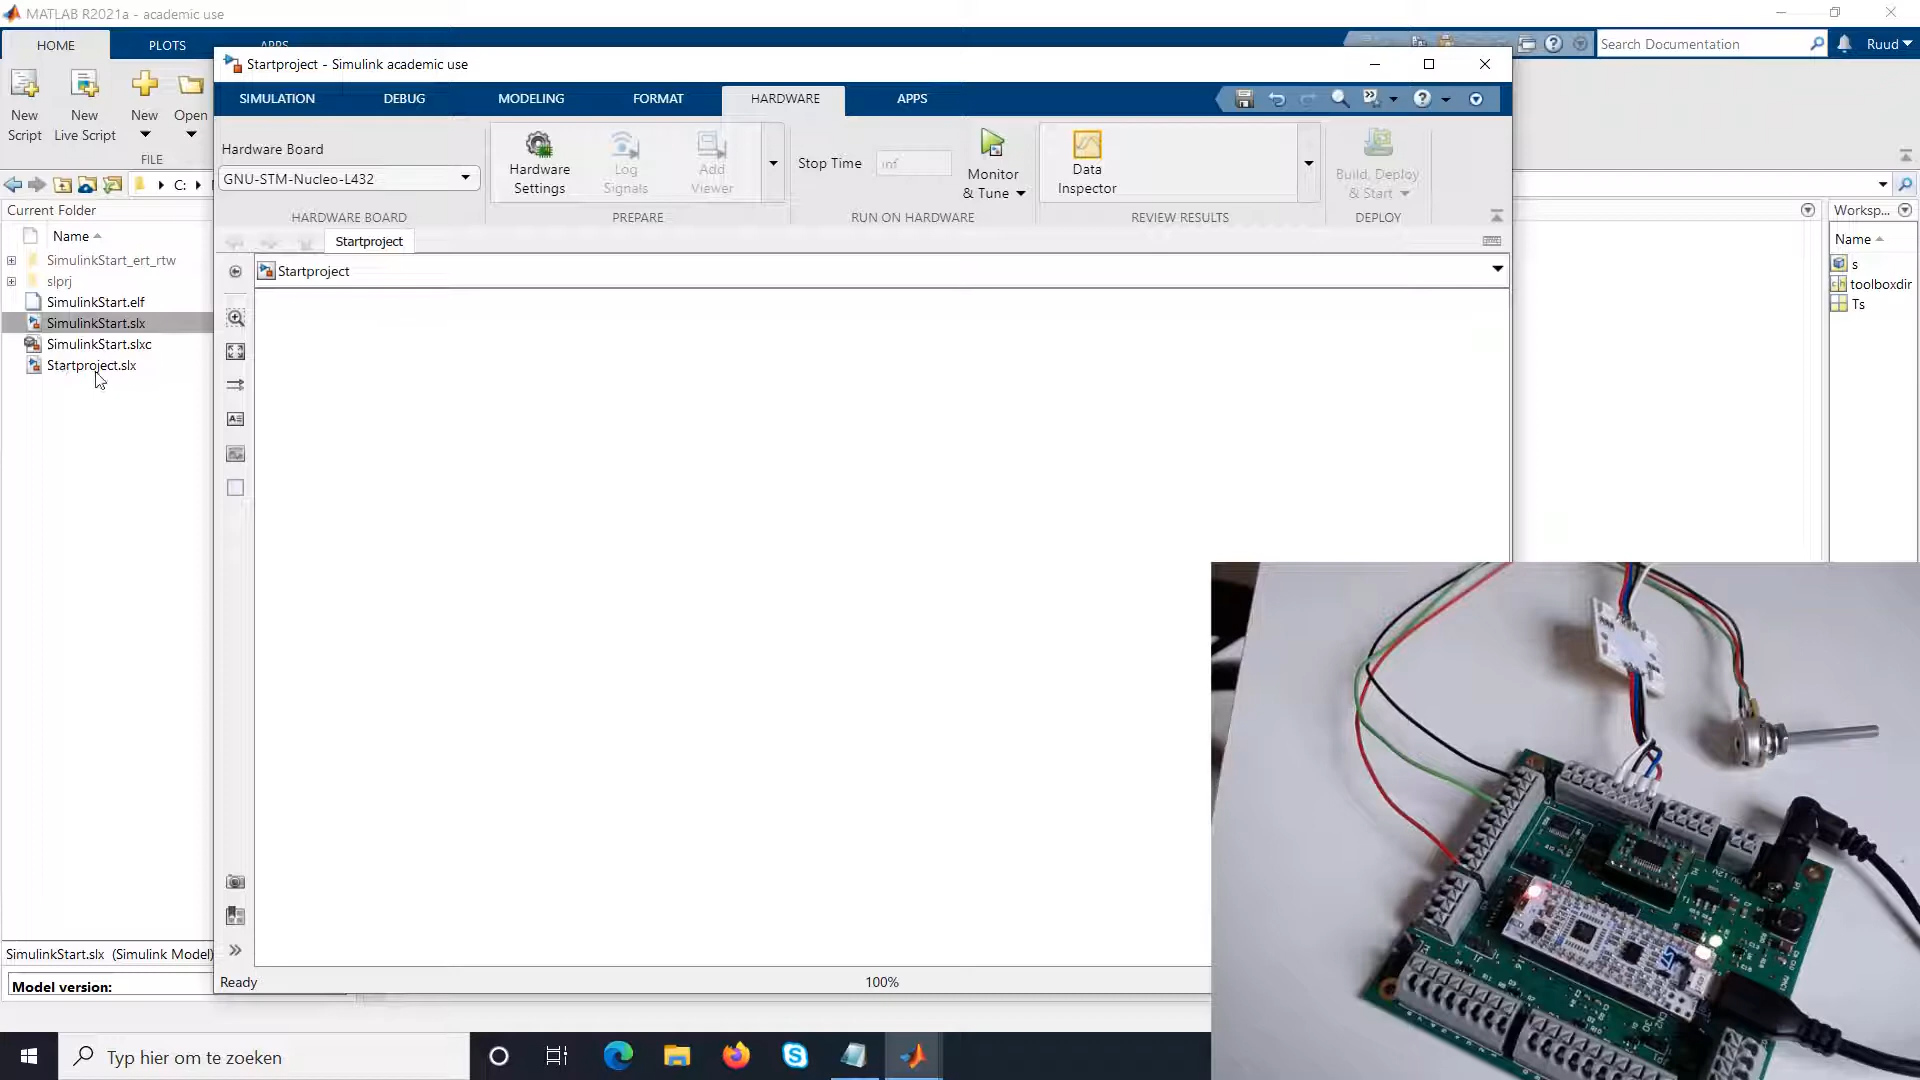 MATLAB R2021a - academic use
HOME
PLOTS
APPS
Search Documentation
Ruud
New Script
New Live Script
New
Open
FILE
C:
Startproject - Simulink academic use
SIMULATION
DEBUG
MODELING
FORMAT
HARDWARE
APPS
Hardware Board
GNU-STM-Nucleo-L432
HARDWARE BOARD
Hardware
Settings
Log
Signals
Add
Viewer
PREPARE
Stop Time
inf
Monitor
& Tune
RUN ON HARDWARE
Data
Inspector
REVIEW RESULTS
Build, Deploy
& Start
DEPLOY
Current Folder
Name
SimulinkStart_ert_rtw
slprj
SimulinkStart.elf
SimulinkStart.slx
SimulinkStart.slxc
Startproject.slx
Startproject
Startproject
Worksp...
Name
s
toolboxdir
Ts
SimulinkStart.slx (Simulink Model)
Model version:
Ready
100%
Typ hier om te zoeken